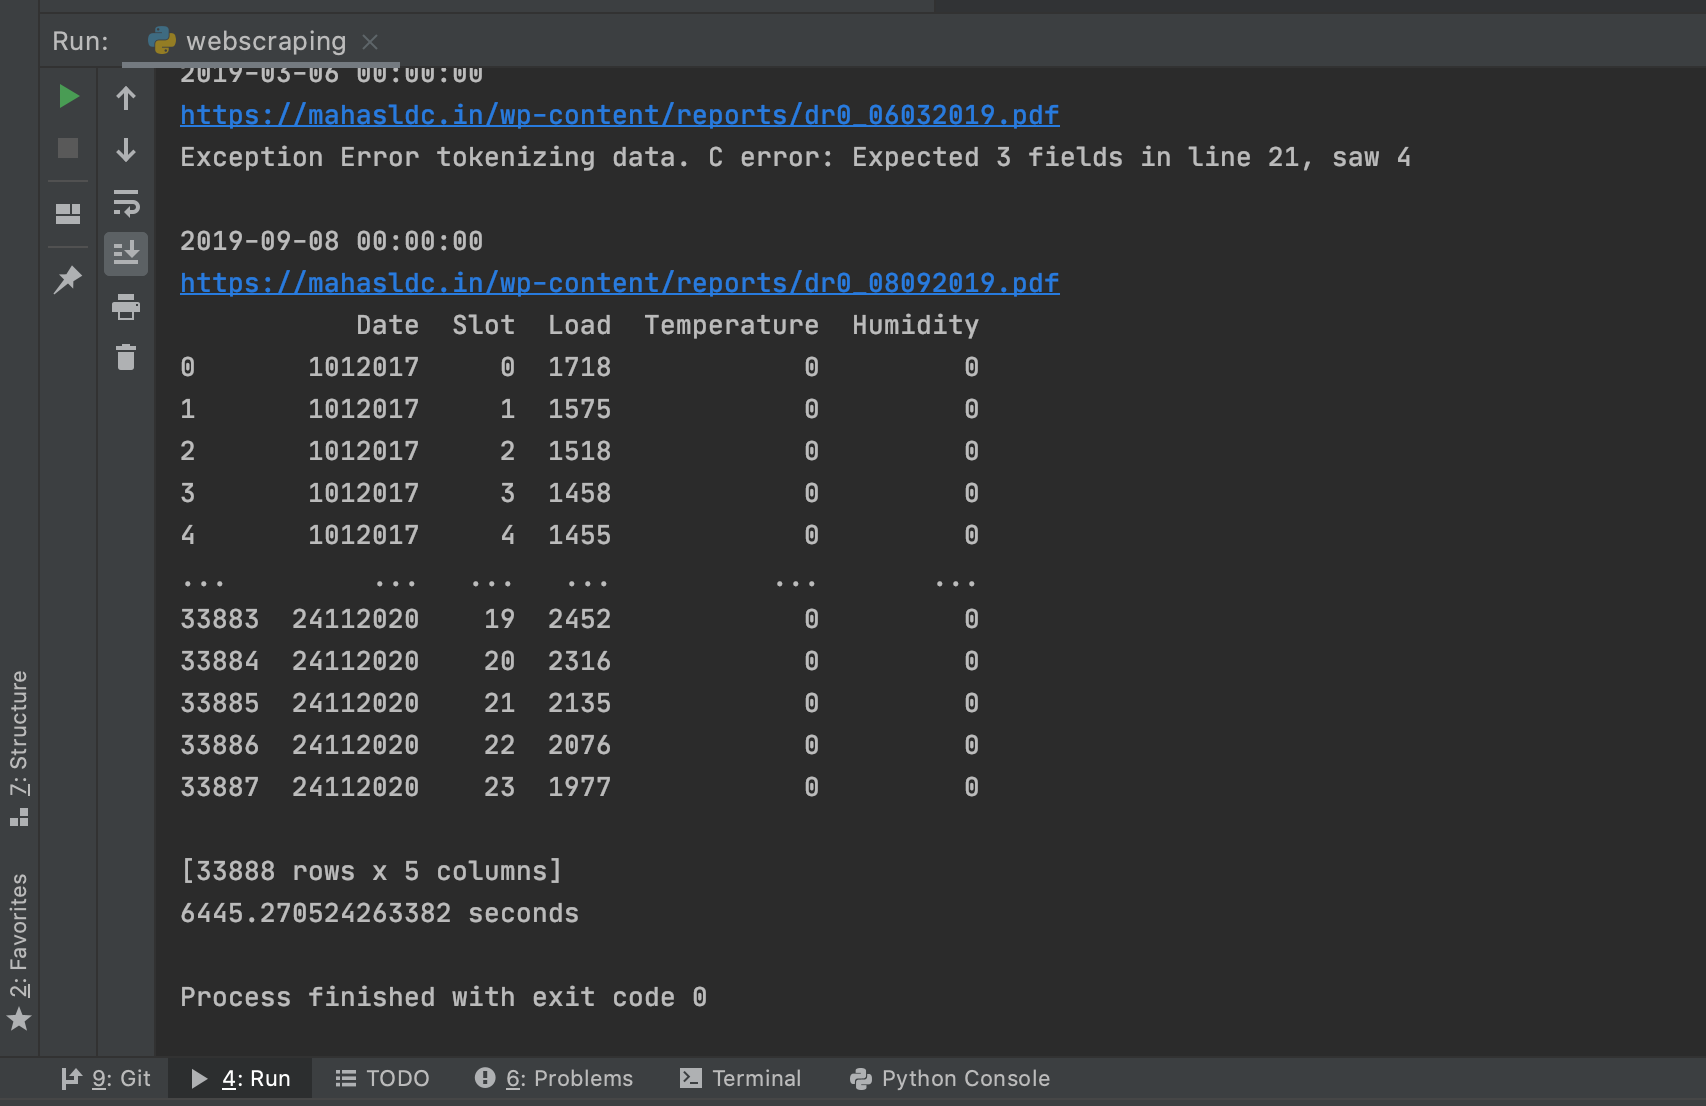 Run: webscraping
2019-03-06 00:00:00
https://mahasldc.in/wp-content/reports/dr0_06032019.pdf
Exception Error tokenizing data. C error: Expected 3 fields in line 21, saw 4
2019-09-08 00:00:00
https://mahasldc.in/wp-content/reports/dr0_08092019.pdf
Date Slot Load Temperature Humidity
0 1012017 0 1718 0 0
1 1012017 1 1575 0 0
2 1012017 2 1518 0 0
3 1012017 3 1458 0 0
4 1012017 4 1455 0 0
... ... ... ... ... ...
33883 24112020 19 2452 0 0
33884 24112020 20 2316 0 0
33885 24112020 21 2135 0 0
33886 24112020 22 2076 0 0
33887 24112020 23 1977 0 0
[33888 rows x 5 columns]
6445.270524263382 seconds
Process finished with exit code 0
7: Structure
2: Favorites
9: Git 4: Run TODO 6: Problems Terminal Python Console